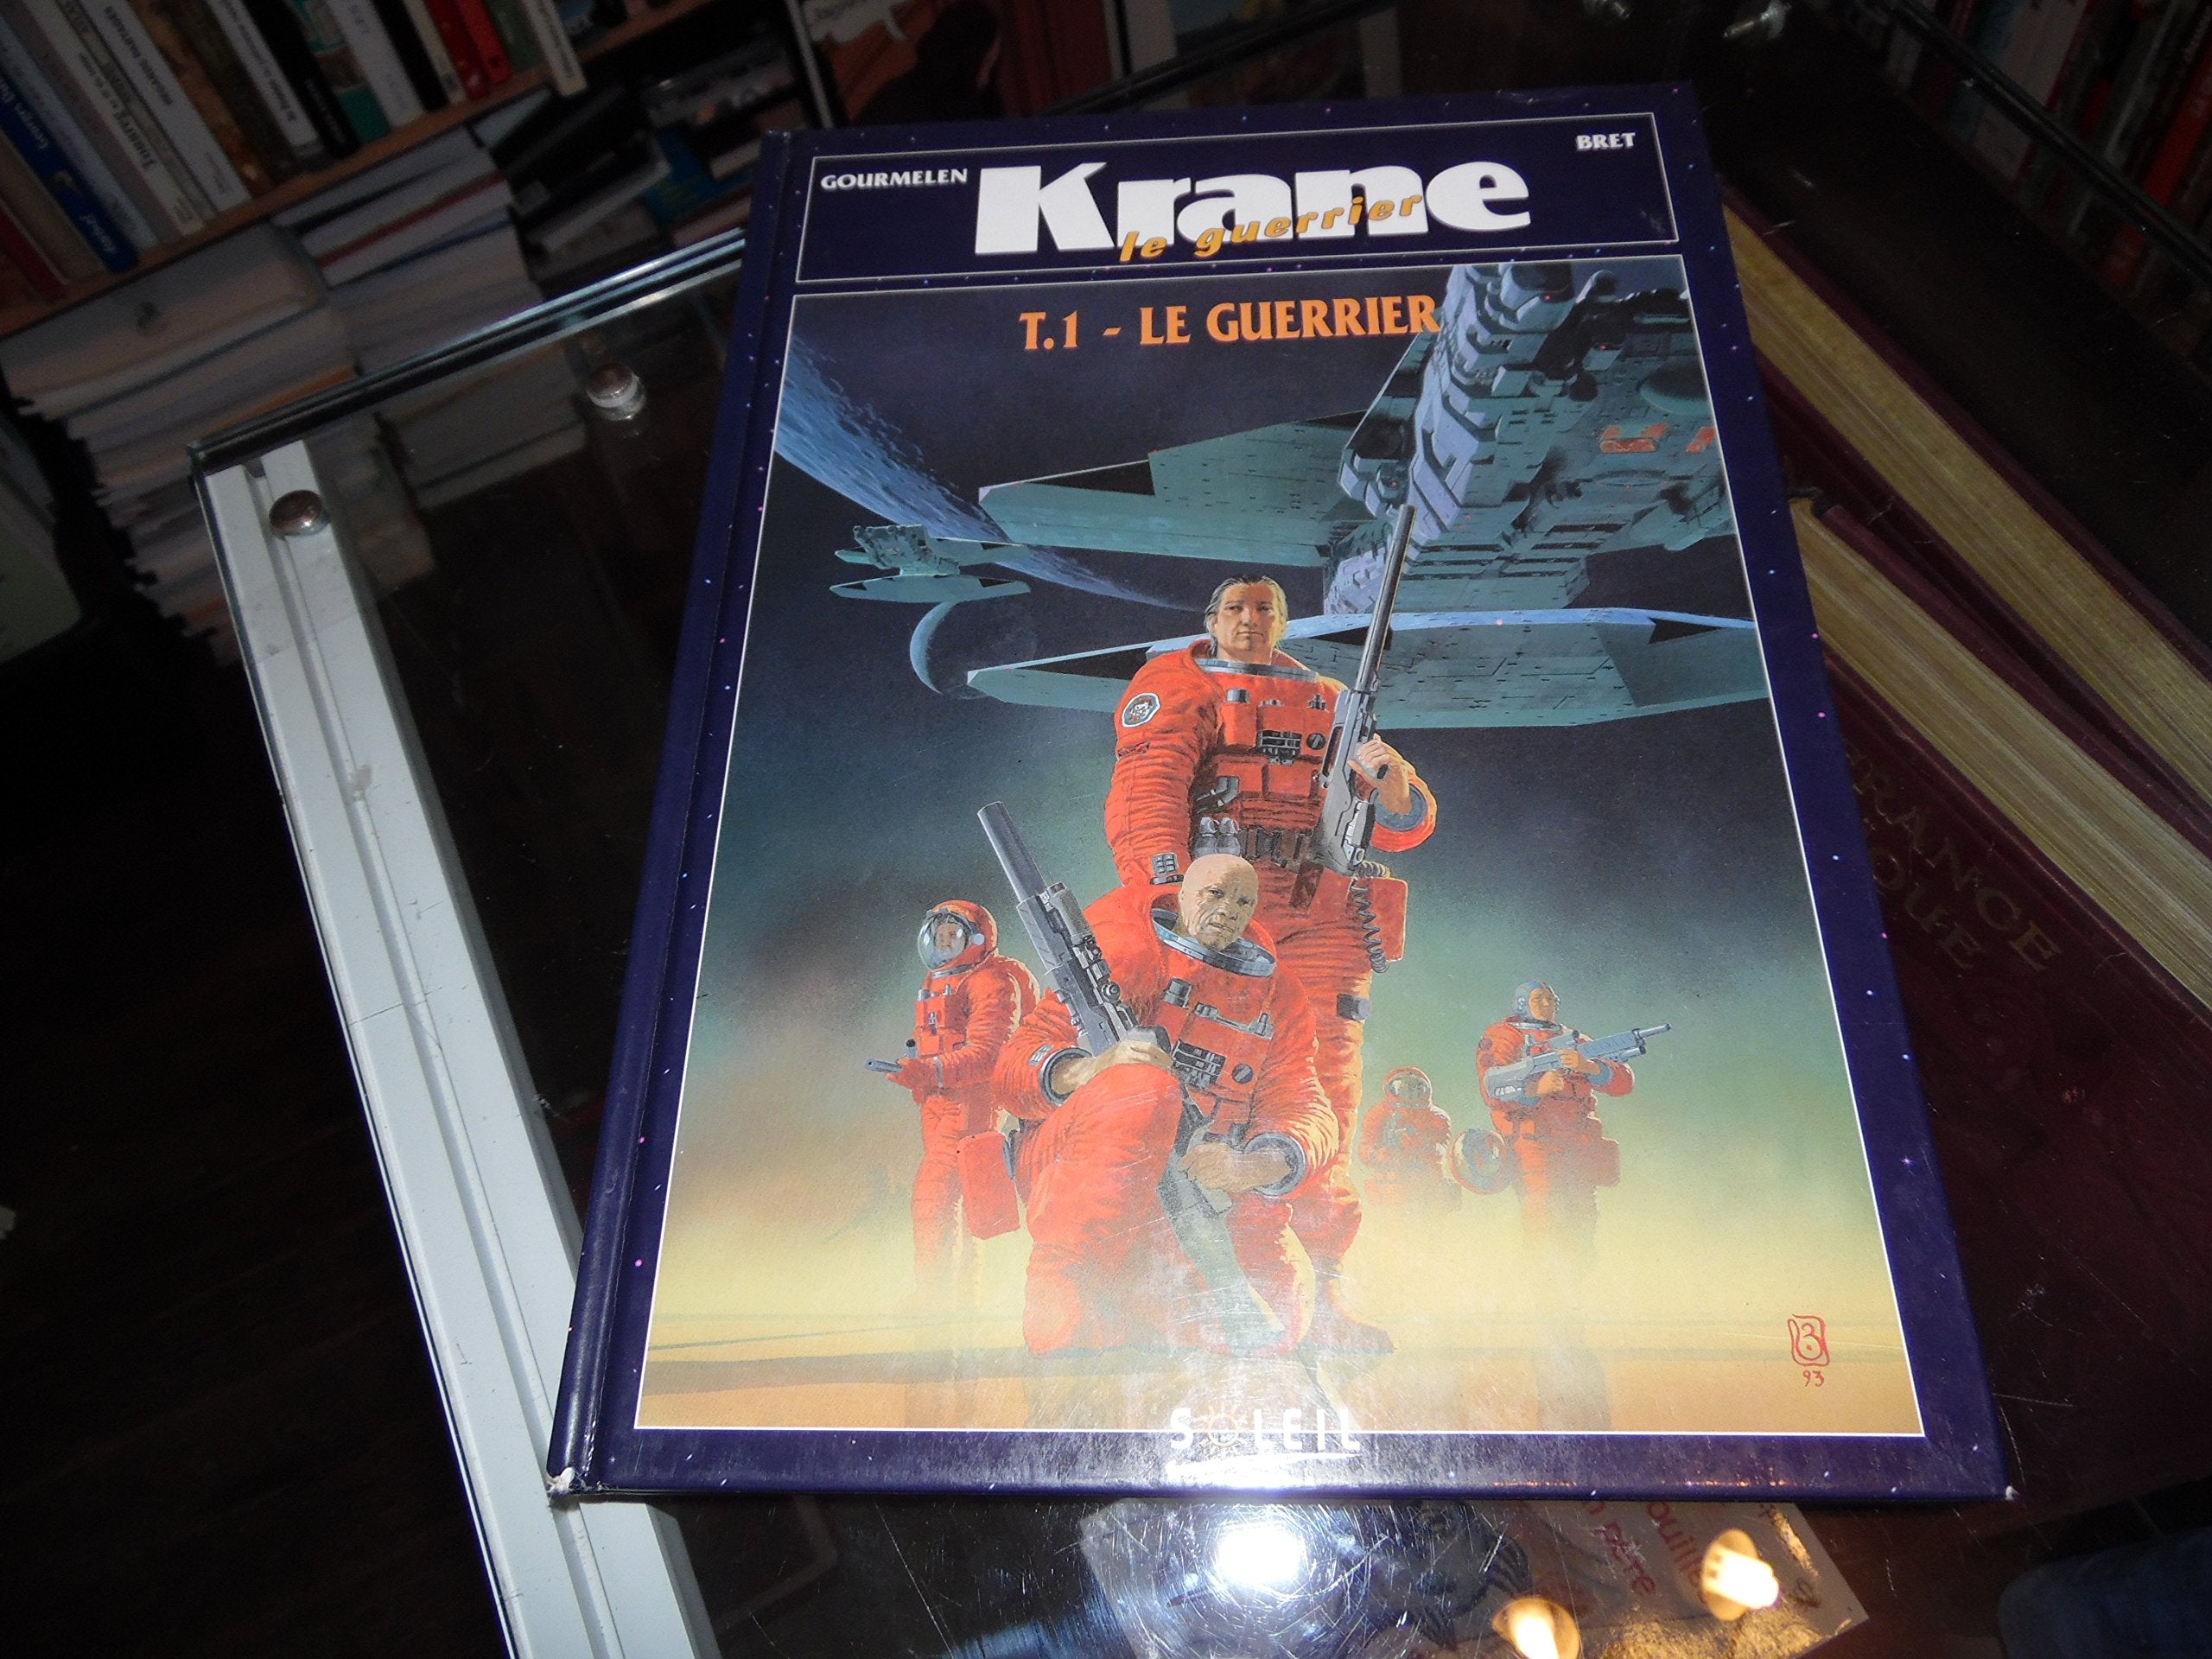 GOURMELEN
BRET
Krane
le guerrier
T.1 - LE GUERRIER
93
SOLEIL